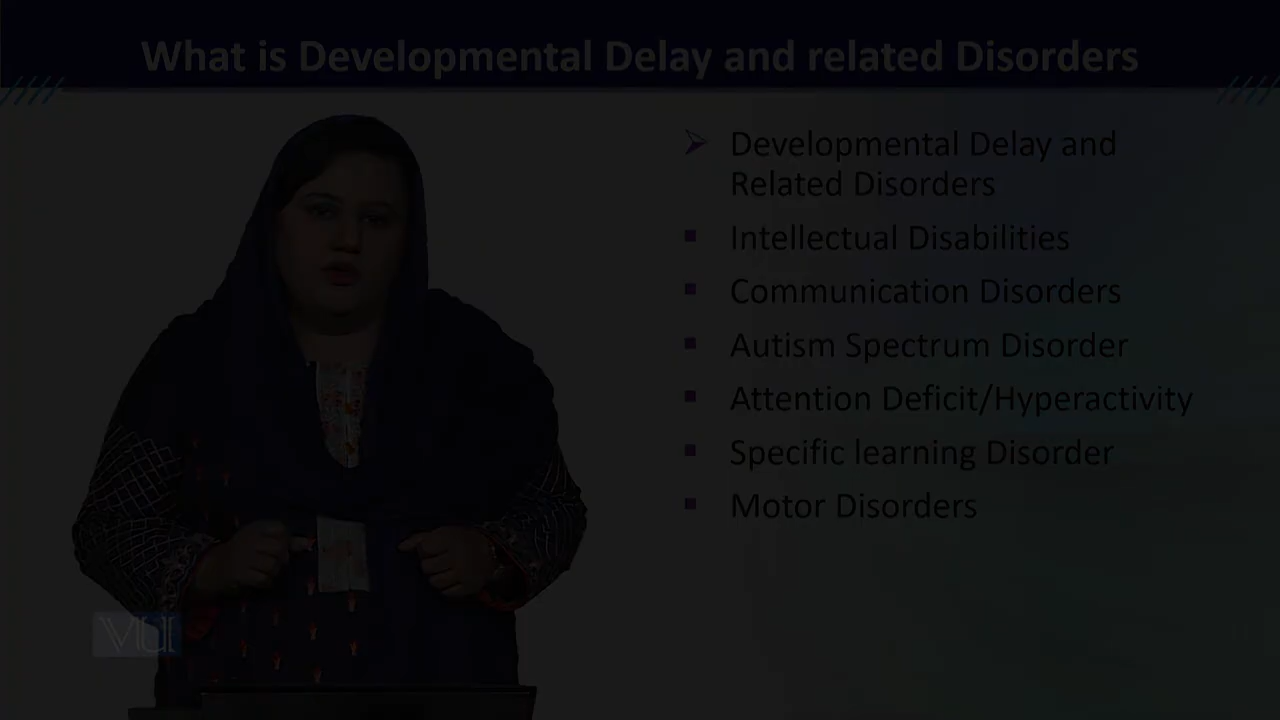 What is Developmental Delay and related Disorders
Developmental Delay and
Related Disorders
Intellectual Disabilities
Communication Disorders
Autism Spectrum Disorder
Attention Deficit/Hyperactivity
Specific learning Disorder
Motor Disorders
VU